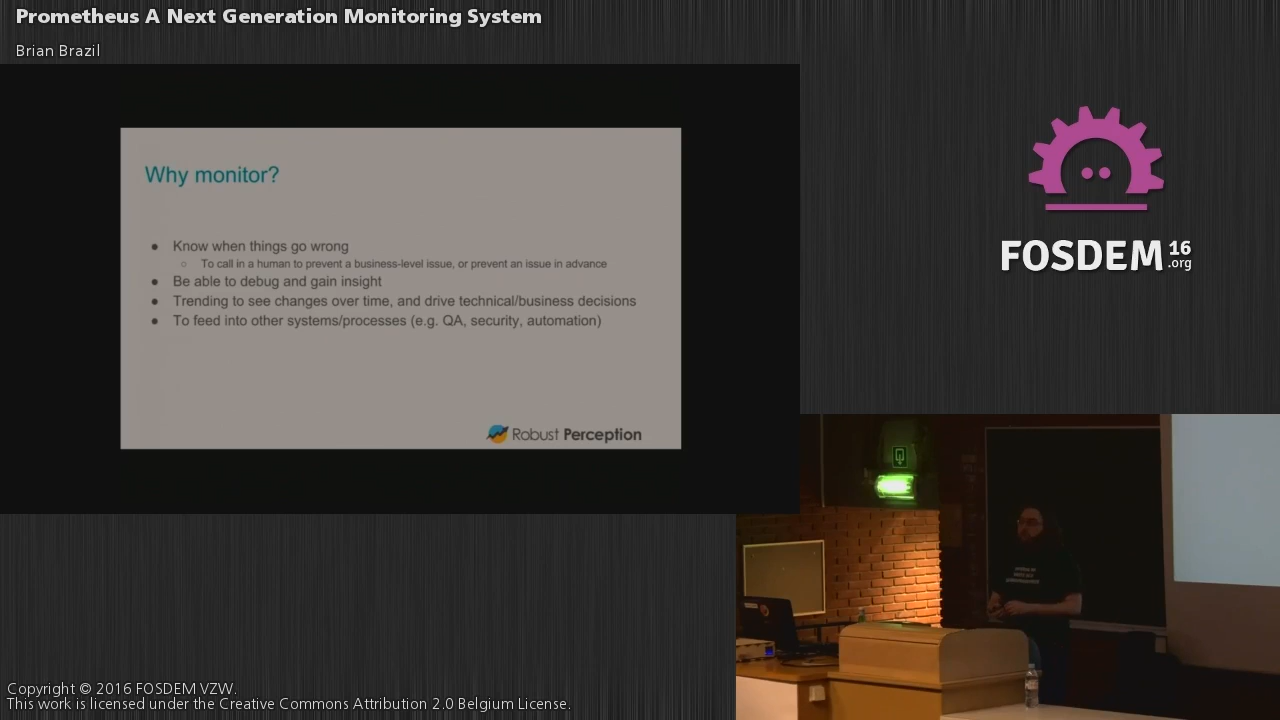 Prometheus A Next Generation Monitoring System
Brian Brazil
Why monitor?
● Know when things go wrong
○ To call in a human to prevent a business-level issue, or prevent an issue in advance
● Be able to debug and gain insight
● Trending to see changes over time, and drive technical/business decisions
● To feed into other systems/processes (e.g. QA, security, automation)
Robust Perception
FOSDEM 16
.org
Copyright © 2016 FOSDEM VZW.
This work is licensed under the Creative Commons Attribution 2.0 Belgium License.